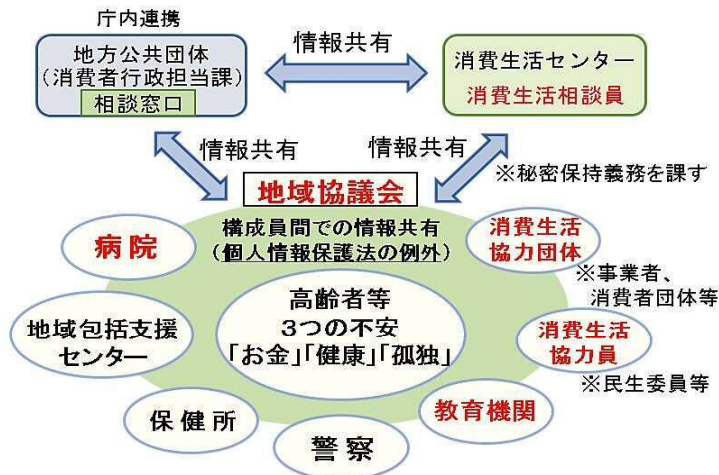 庁内連携
地方公共団体
(消費者行政担当課)
相談窓口
情報共有
消費生活センター
消費生活相談員
情報共有
情報共有
※秘密保持義務を課す
地域協議会
構成員間での情報共有
(個人情報保護法の例外)
病院
消費生活
協力団体
※事業者、
消費者団体等
高齢者等
3つの不安
「お金」「健康」「孤独」
地域包括支援
センター
消費生活
協力員
※民生委員等
保健所
警察
教育機関